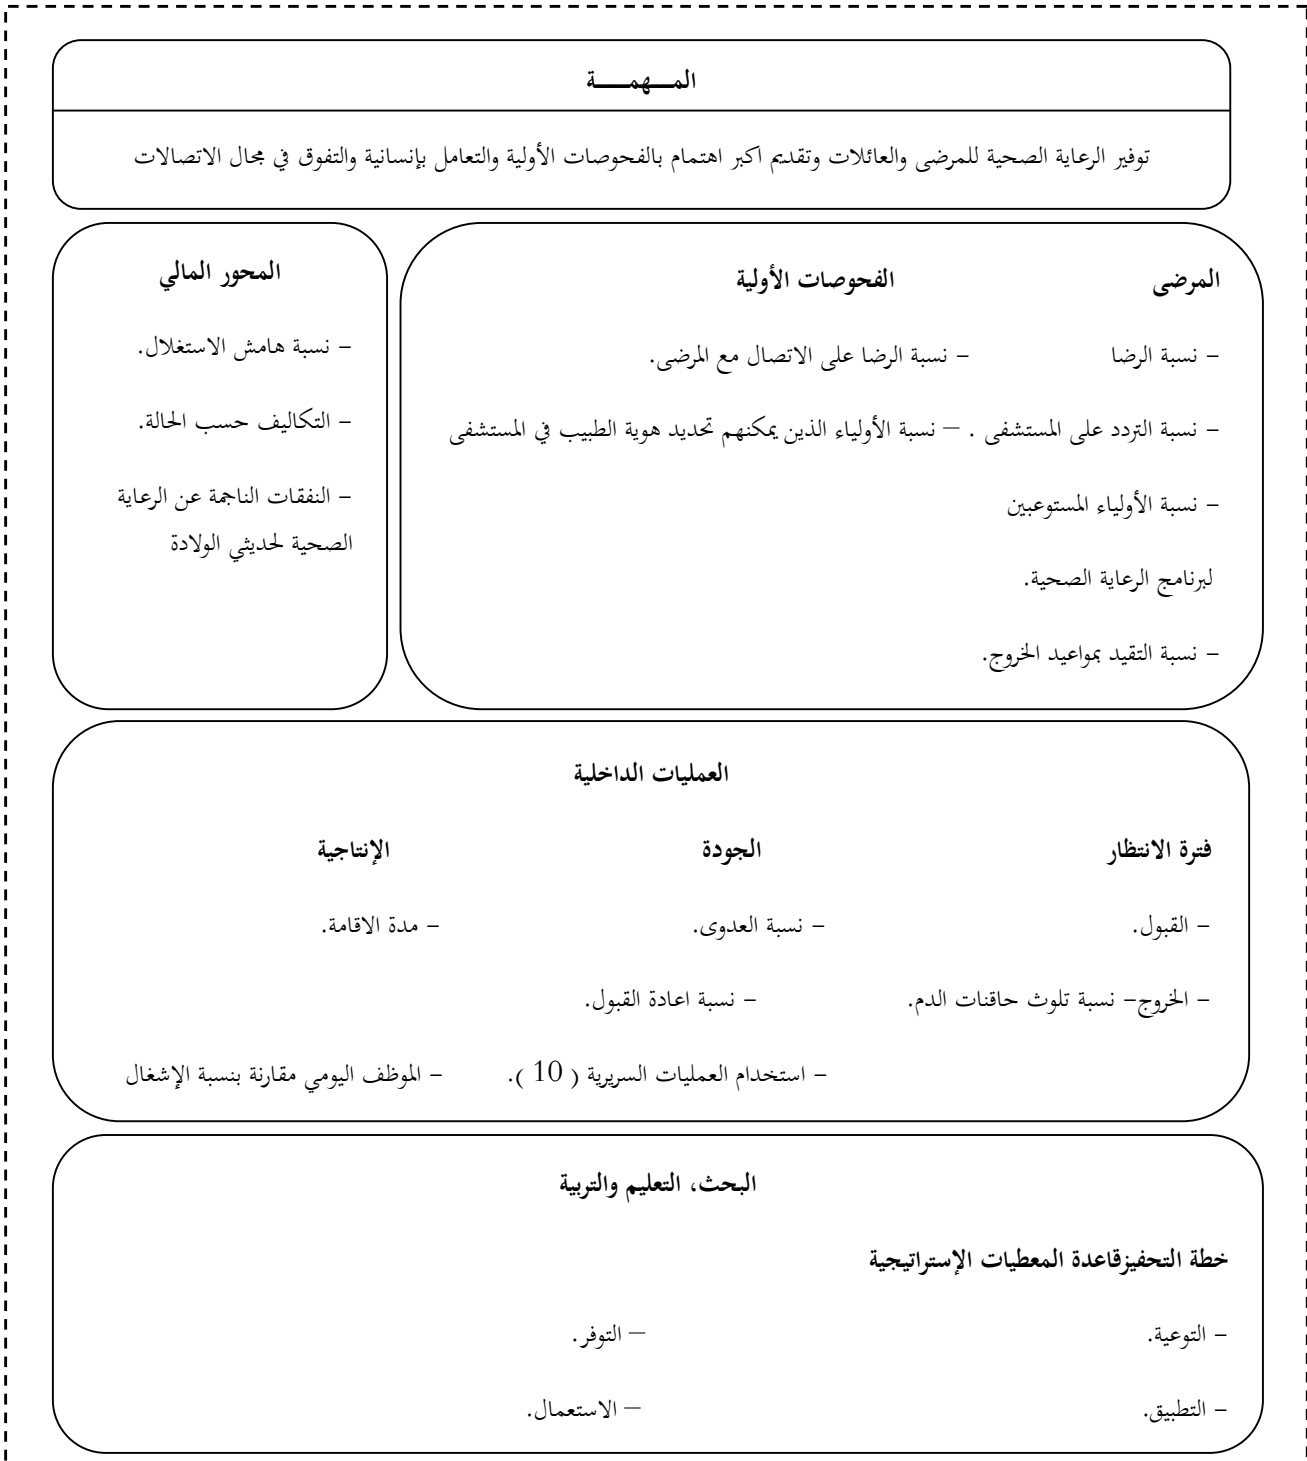 المـــهمـــــة
توفير الرعاية الصحية للمرضى والعائلات وتقديم اكبر اهتمام بالفحوصات الأولية والتعامل بإنسانية والتفوق في مجال الاتصالات
المرضى الفحوصات الأولية
– نسبة الرضا – نسبة الرضا على الاتصال مع المرضى.
– نسبة التردد على المستشفى . – نسبة الأولياء الذين يمكنهم تحديد هوية الطبيب في المستشفى
– نسبة الأولياء المستوعبين
لبرنامج الرعاية الصحية.
– نسبة التقيد بمواعيد الخروج.
المحور المالي
– نسبة هامش الاستغلال.
– التكاليف حسب الحالة.
– النفقات الناجمة عن الرعاية
الصحية لحديثي الولادة
العمليات الداخلية
فترة الانتظار الجودة الإنتاجية
– القبول. – نسبة العدوى. – مدة الاقامة.
– الخروج– نسبة تلوث حاقنات الدم. – نسبة اعادة القبول.
– استخدام العمليات السريرية ( 10 ). – الموظف اليومي مقارنة بنسبة الإشغال
البحث، التعليم والتربية
خطة التحفيزقاعدة المعطيات الإستراتيجية
– التوعية. – التوفر.
– التطبيق. – الاستعمال.